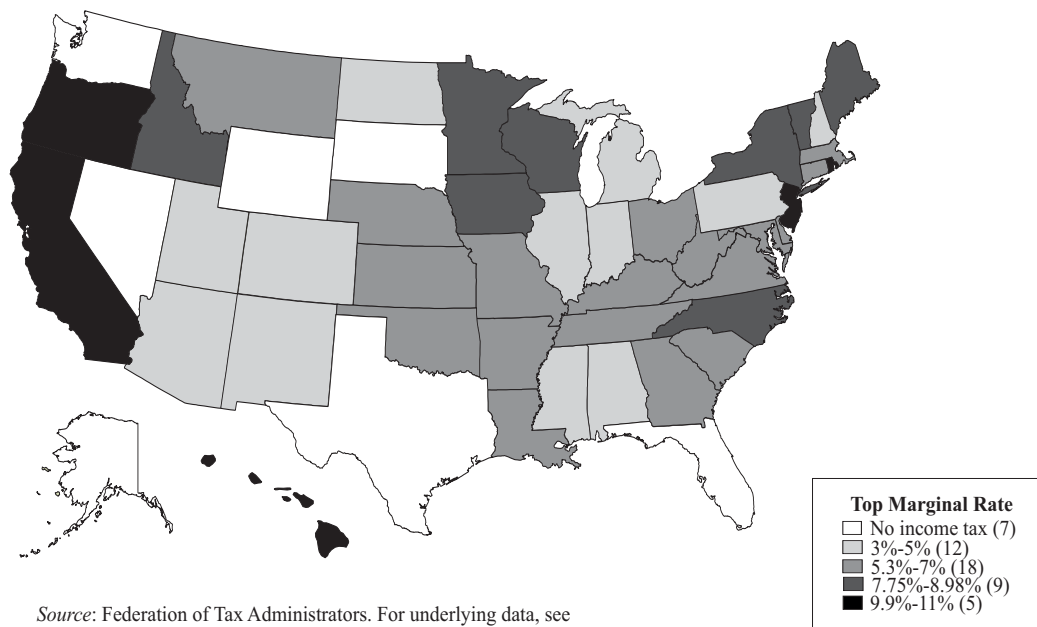 Top Marginal Rate
No income tax (7)
3%-5% (12)
5.3%-7% (18)
7.75%-8.98% (9)
9.9%-11% (5)
Source: Federation of Tax Administrators. For underlying data, see